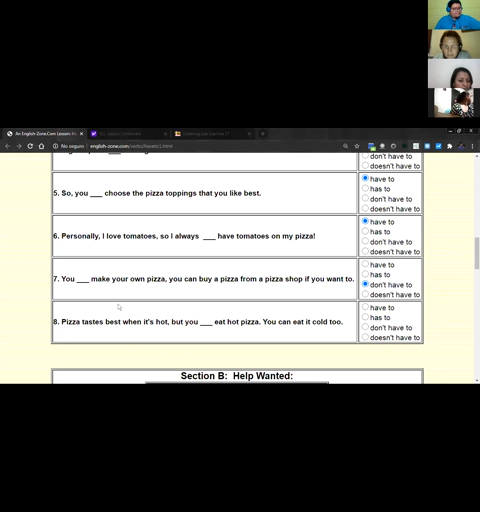 An English-Zone.Com Lesson: H
No seguro english-zone.com/verbs/haveto1.html
don't have to
doesn't have to
5. So, you ___ choose the pizza toppings that you like best.
have to
has to
don't have to
doesn't have to
6. Personally, I love tomatoes, so I always ___ have tomatoes on my pizza!
have to
has to
don't have to
doesn't have to
7. You ___ make your own pizza, you can buy a pizza from a pizza shop if you want to.
have to
has to
don't have to
doesn't have to
8. Pizza tastes best when it's hot, but you ___ eat hot pizza. You can eat it cold too.
have to
has to
don't have to
doesn't have to
Section B: Help Wanted: